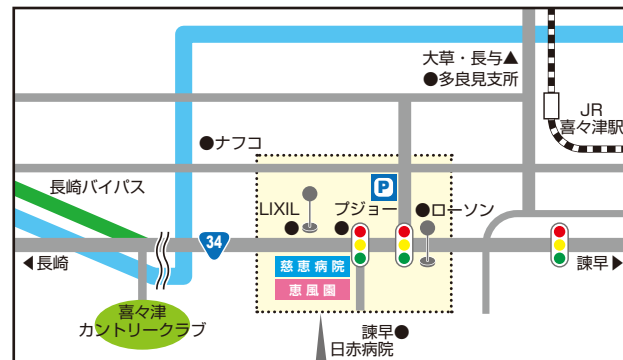 大草・長与▲
●多良見支所
JR
喜々津駅
●ナフコ
長崎バイパス
P
LIXIL
プジョー
●ローソン
34
◀長崎
諫早▶
慈恵病院
恵風園
喜々津
カントリークラブ
諫早●
日赤病院